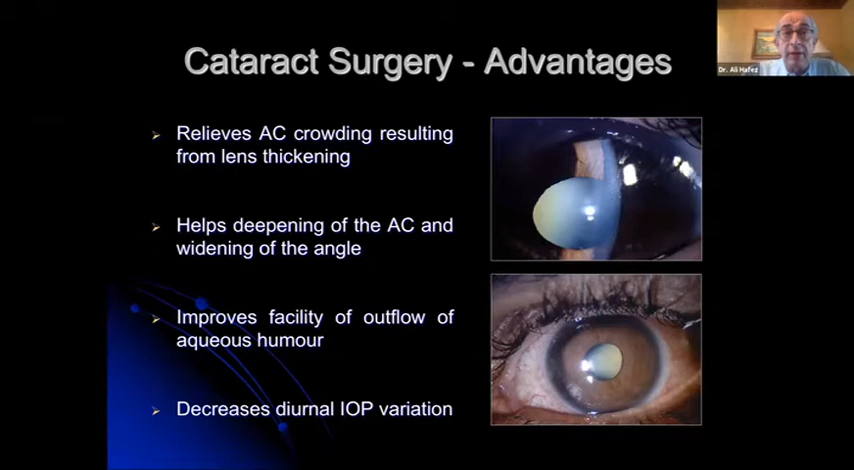 Cataract Surgery - Advantages
Dr. Ali Hafez
Relieves AC crowding resulting
from lens thickening
Helps deepening of the AC and
widening of the angle
Improves facility of outflow of
aqueous humour
Decreases diurnal IOP variation